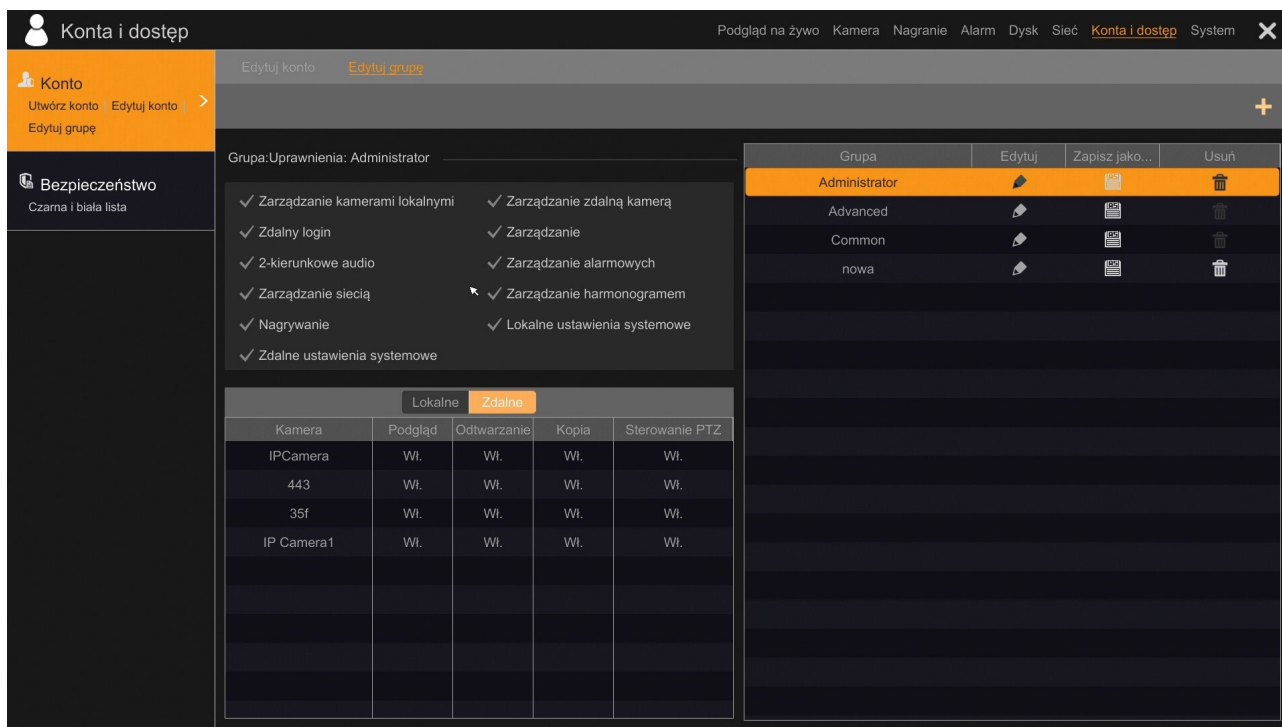 Konta i dostęp
Podgląd na żywo Kamera Nagranie Alarm Dysk Sieć Konta i dostęp System
Konto
Utwórz konto | Edytuj konto |
Edytuj grupę
Bezpieczeństwo
Czarna i biała lista
Edytuj konto Edytuj grupę
Grupa:Uprawnienia: Administrator
Zarządzanie kamerami lokalnymi Zarządzanie zdalną kamerą
Zdalny login Zarządzanie
2-kierunkowe audio Zarządzanie alarmowych
Zarządzanie siecią Zarządzanie harmonogramem
Nagrywanie Lokalne ustawienia systemowe
Zdalne ustawienia systemowe
Lokalne Zdalne
Kamera Podgląd Odtwarzanie Kopia Sterowanie PTZ
IPCamera Wł. Wł. Wł. Wł.
443 Wł. Wł. Wł. Wł.
35f Wł. Wł. Wł. Wł.
IP Camera1 Wł. Wł. Wł. Wł.
Grupa Edytuj Zapisz jako... Usuń
Administrator
Advanced
Common
nowa